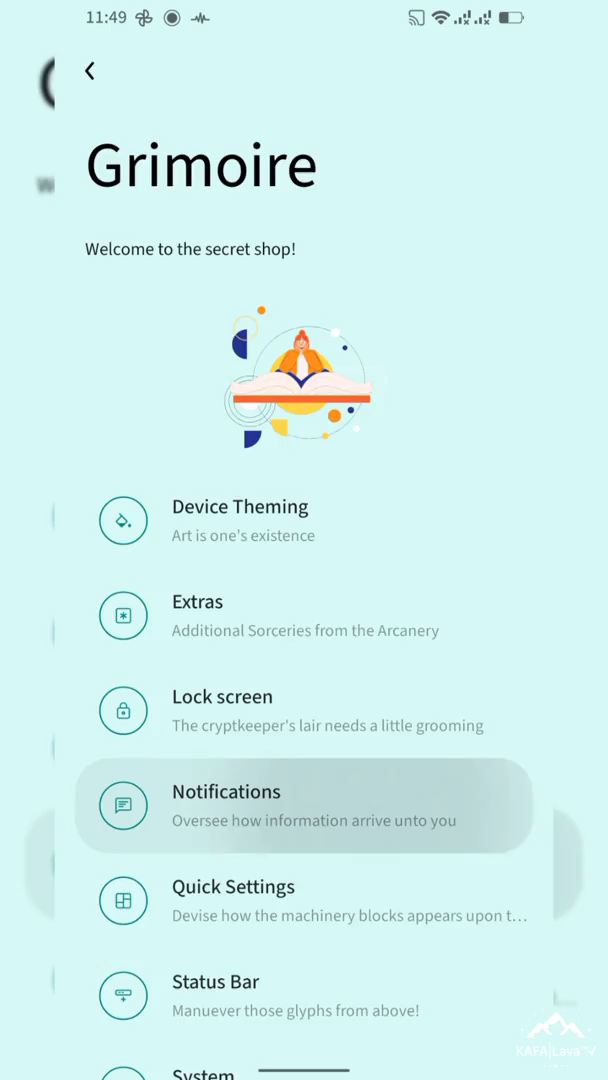 11:49
Grimoire
Welcome to the secret shop!
Device Theming
Art is one's existence
Extras
Additional Sorceries from the Arcanery
Lock screen
The cryptkeeper's lair needs a little grooming
Notifications
Oversee how information arrive unto you
Quick Settings
Devise how the machinery blocks appears upon t...
Status Bar
Manuever those glyphs from above!
System
KAFA|Lava TV